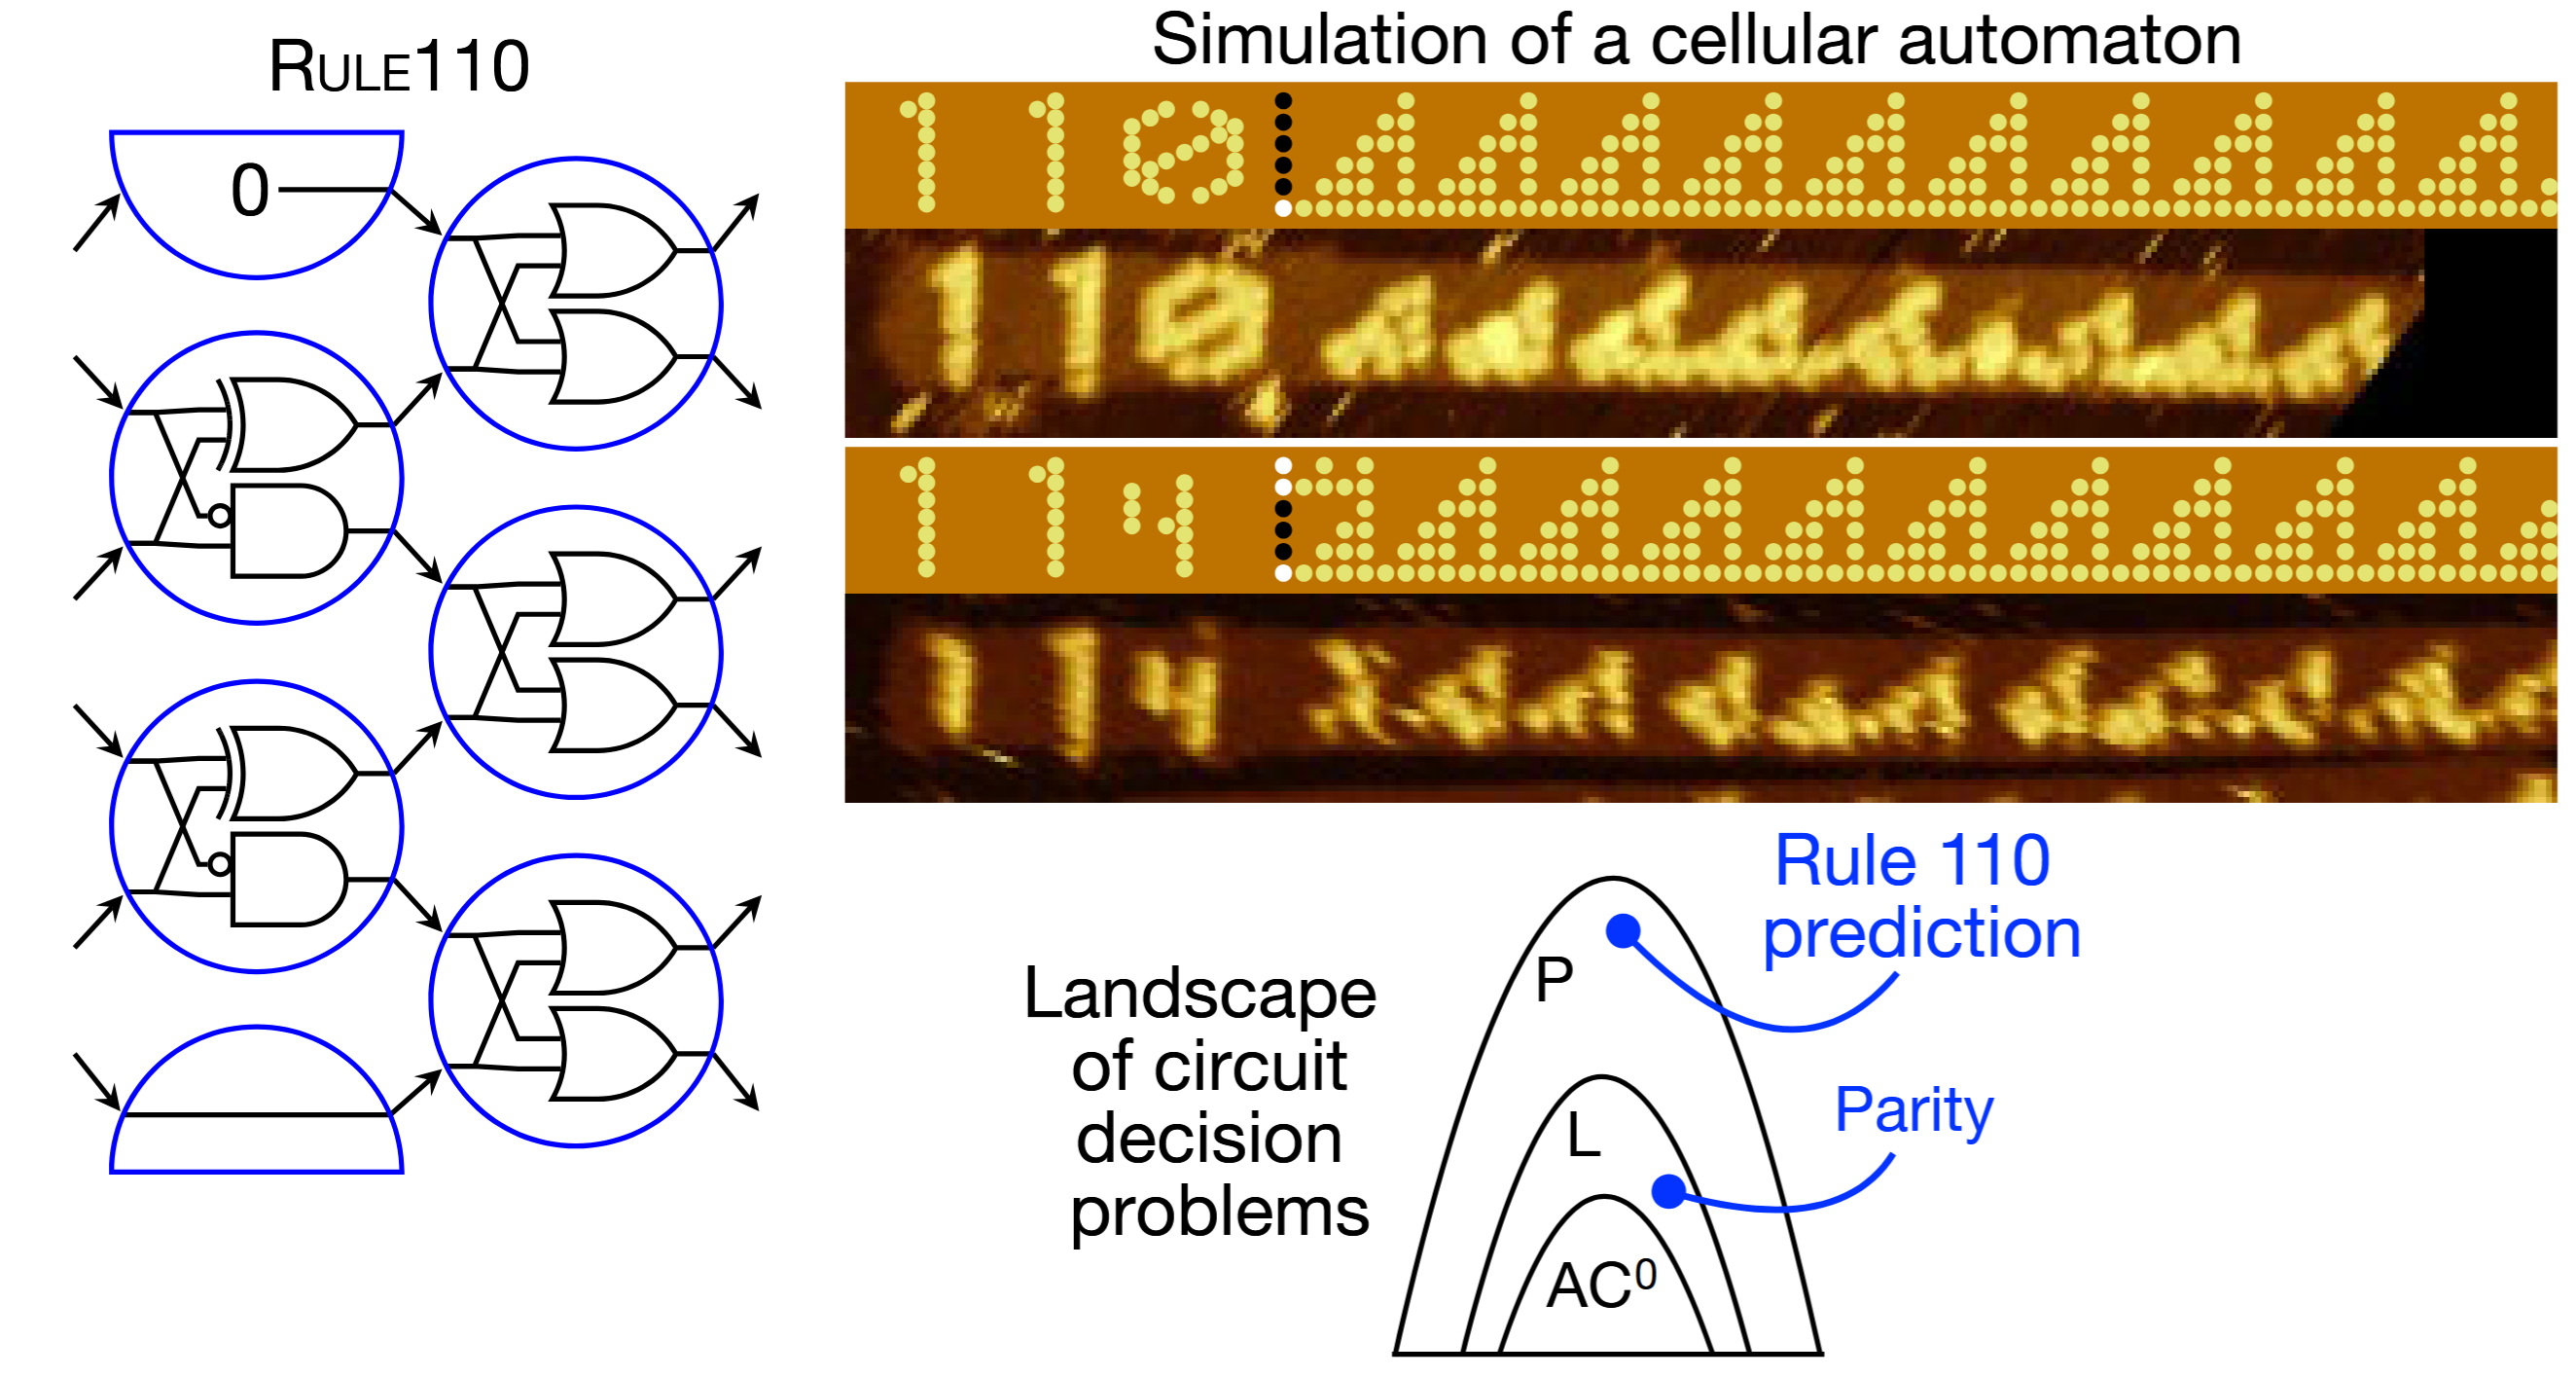 RULE110
0
Simulation of a cellular automaton
110
110
114
114
Rule 110
prediction
P
Landscape
of circuit
decision
problems
L
Parity
AC⁰